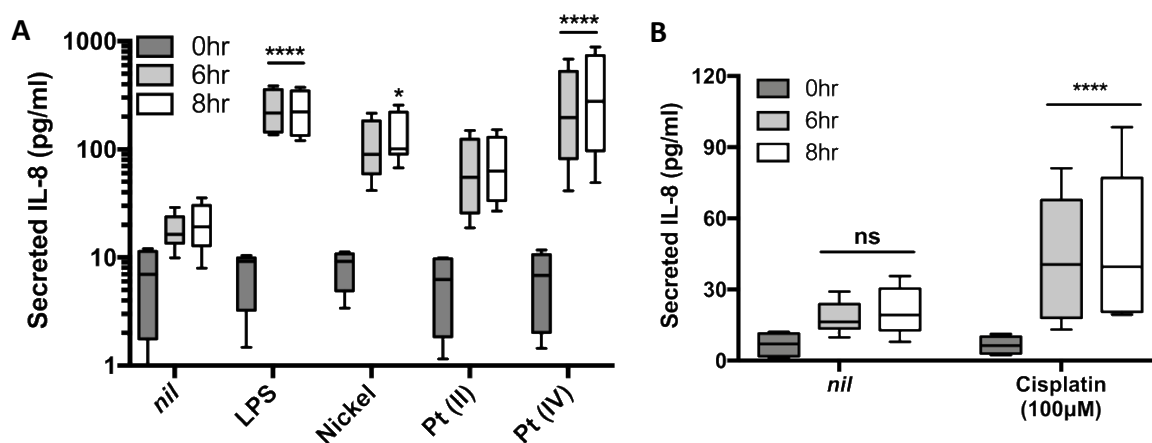 A
Secreted IL-8 (pg/ml)
1000
100
10
1
0hr
6hr
8hr
****
*
****
nil
LPS
Nickel
Pt (II)
Pt (IV)
B
Secreted IL-8 (pg/ml)
120
90
60
30
0
0hr
6hr
8hr
ns
****
nil
Cisplatin
(100µM)